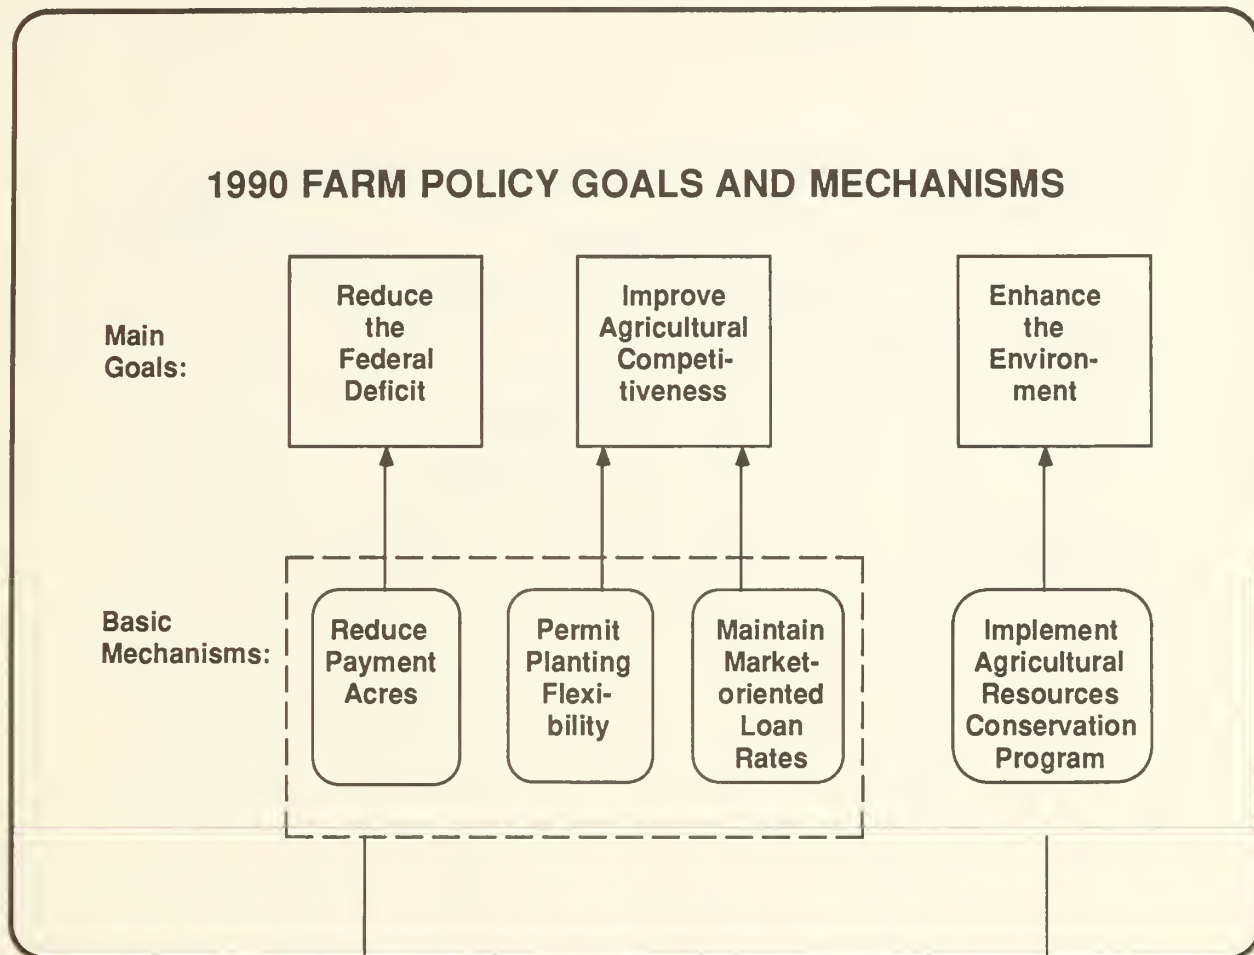 1990 FARM POLICY GOALS AND MECHANISMS
Main
Goals:
Reduce
the
Federal
Deficit
Improve
Agricultural
Competi-
tiveness
Enhance
the
Environ-
ment
Basic
Mechanisms:
Reduce
Payment
Acres
Permit
Planting
Flexi-
bility
Maintain
Market-
oriented
Loan
Rates
Implement
Agricultural
Resources
Conservation
Program